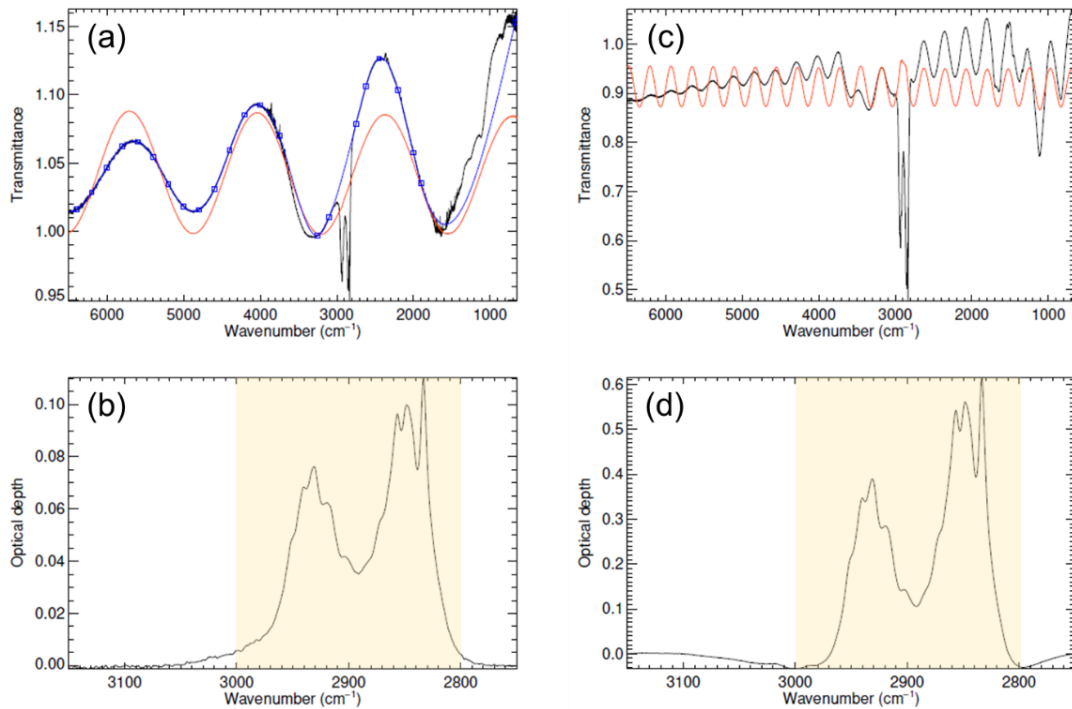 (a)
Transmittance
1.15
1.10
1.05
1.00
0.95
6000 5000 4000 3000 2000 1000
Wavenumber (cm⁻¹)
(c)
Transmittance
1.0
0.9
0.8
0.7
0.6
0.5
6000 5000 4000 3000 2000 1000
Wavenumber (cm⁻¹)
(b)
Optical depth
0.10
0.08
0.06
0.04
0.02
0.00
3100 3000 2900 2800
Wavenumber (cm⁻¹)
(d)
Optical depth
0.6
0.5
0.4
0.3
0.2
0.1
0.0
3100 3000 2900 2800
Wavenumber (cm⁻¹)